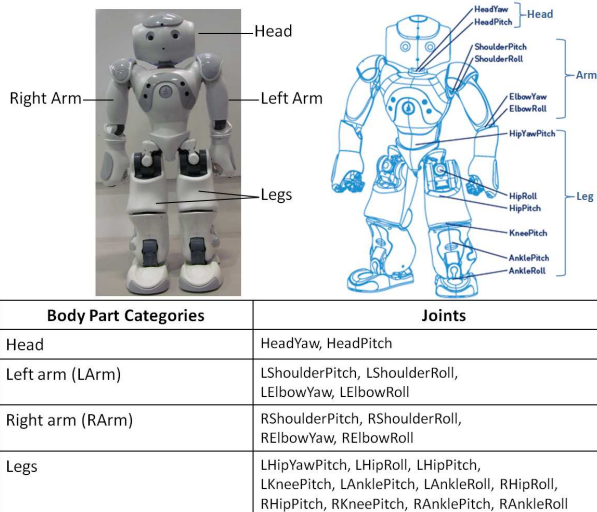 Head
Right Arm
Left Arm
Legs
HeadYaw
HeadPitch
Head
ShoulderPitch
ShoulderRoll
Arm
ElbowYaw
ElbowRoll
HipYawPitch
Leg
HipRoll
HipPitch
KneePitch
AnklePitch
AnkleRoll
Body Part Categories
Joints
Head
HeadYaw, HeadPitch
Left arm (LArm)
LShoulderPitch, LShoulderRoll,
LElbowYaw, LElbowRoll
Right arm (RArm)
RShoulderPitch, RShoulderRoll,
RElbowYaw, RElbowRoll
Legs
LHipYawPitch, LHipRoll, LHipPitch,
LKneePitch, LAnklePitch, LAnkleRoll, RHipRoll,
RHipPitch, RKneePitch, RAnklePitch, RAnkleRoll